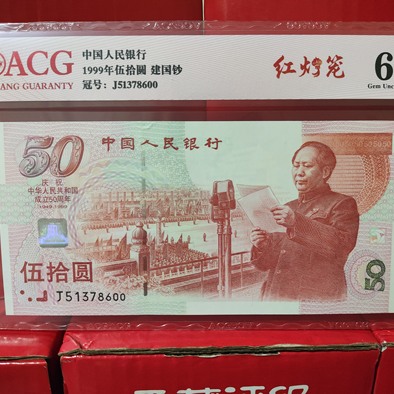 ACG
ANG GUARANTY
中国人民银行
1999年伍拾圆 建国钞
冠号: J51378600
红灯笼
6
Gem Unc
50
中国人民银行
庆祝
中华人民共和国
成立50周年
1949-1999
伍拾圆
J51378600
50